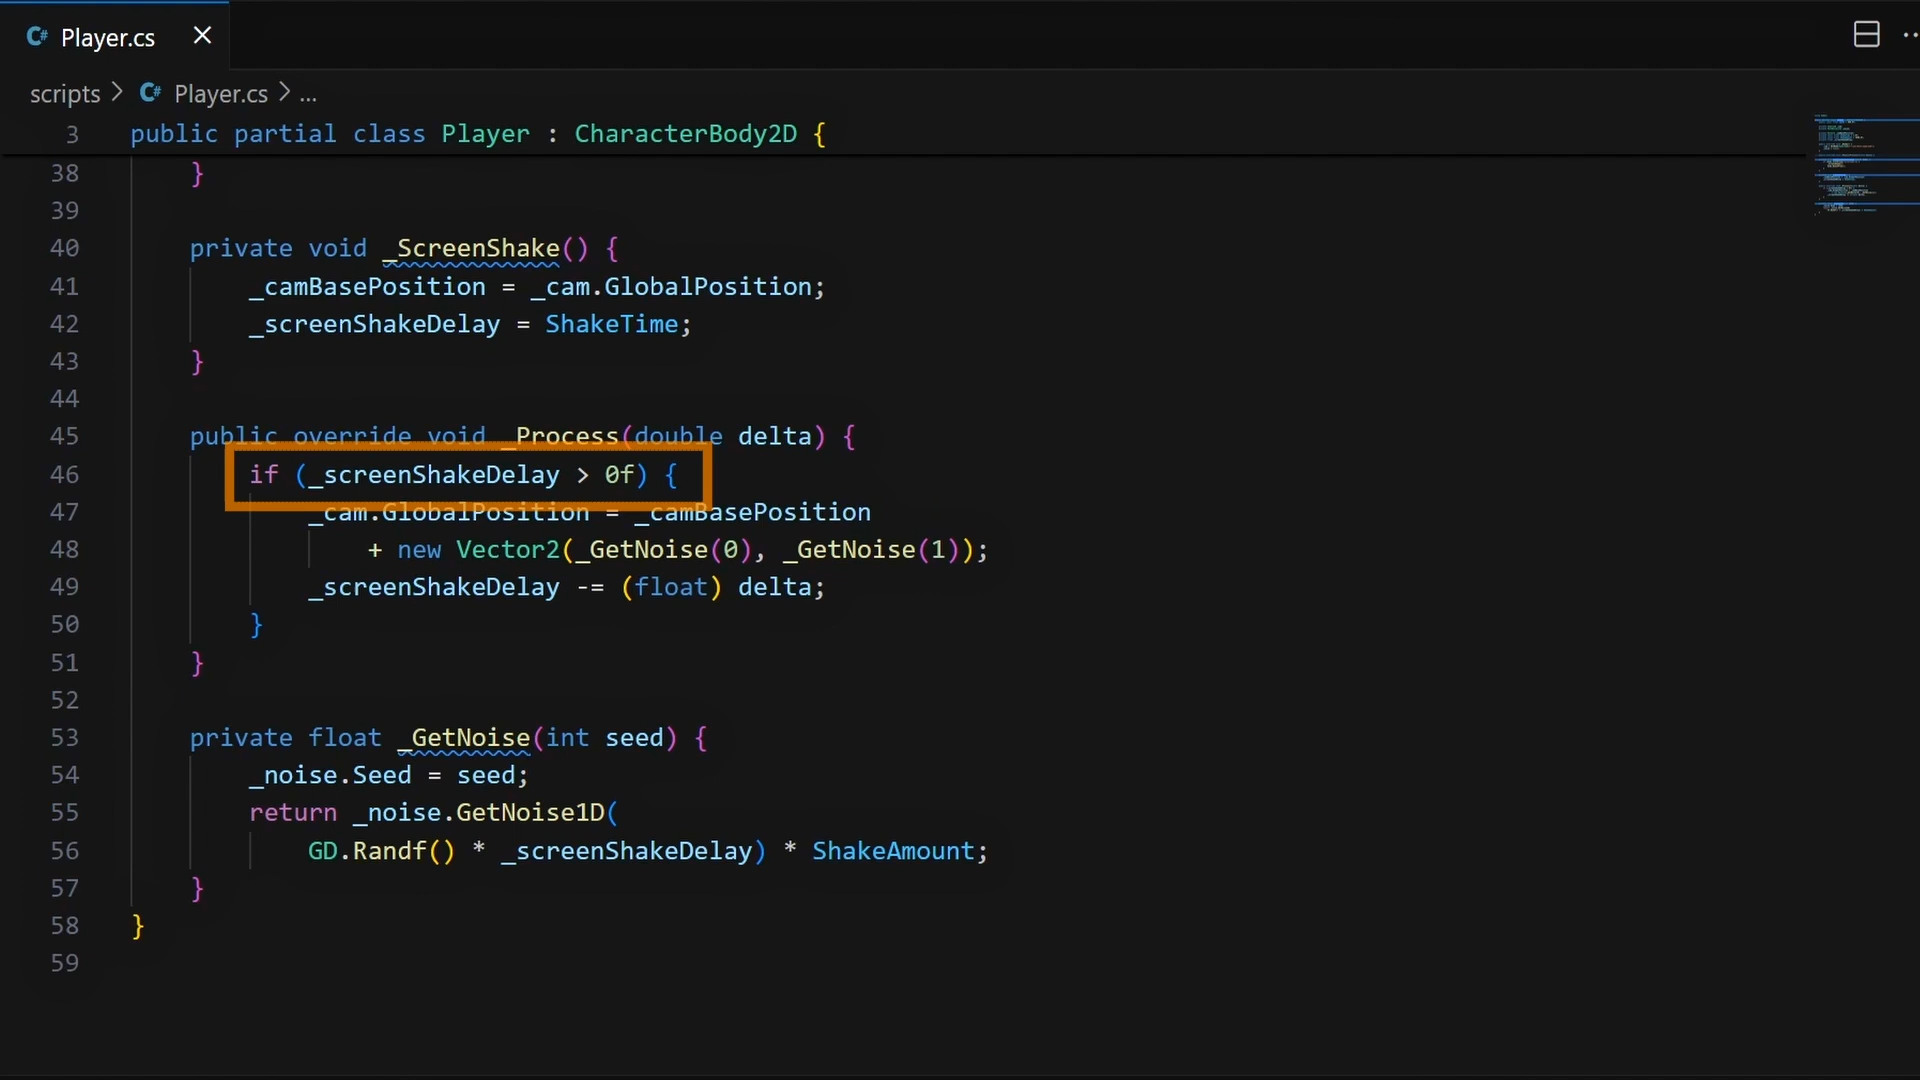 C# Player.cs
scripts > C# Player.cs > ...
3 public partial class Player : CharacterBody2D {
38 }
39
40 private void _ScreenShake() {
41 _camBasePosition = _cam.GlobalPosition;
42 _screenShakeDelay = ShakeTime;
43 }
44
45 public override void _Process(double delta) {
46 if (_screenShakeDelay > 0f) {
47 _cam.GlobalPosition = _camBasePosition
48 + new Vector2(_GetNoise(0), _GetNoise(1));
49 _screenShakeDelay -= (float) delta;
50 }
51 }
52
53 private float _GetNoise(int seed) {
54 _noise.Seed = seed;
55 return _noise.GetNoise1D(
56 GD.Randf() * _screenShakeDelay) * ShakeAmount;
57 }
58 }
59